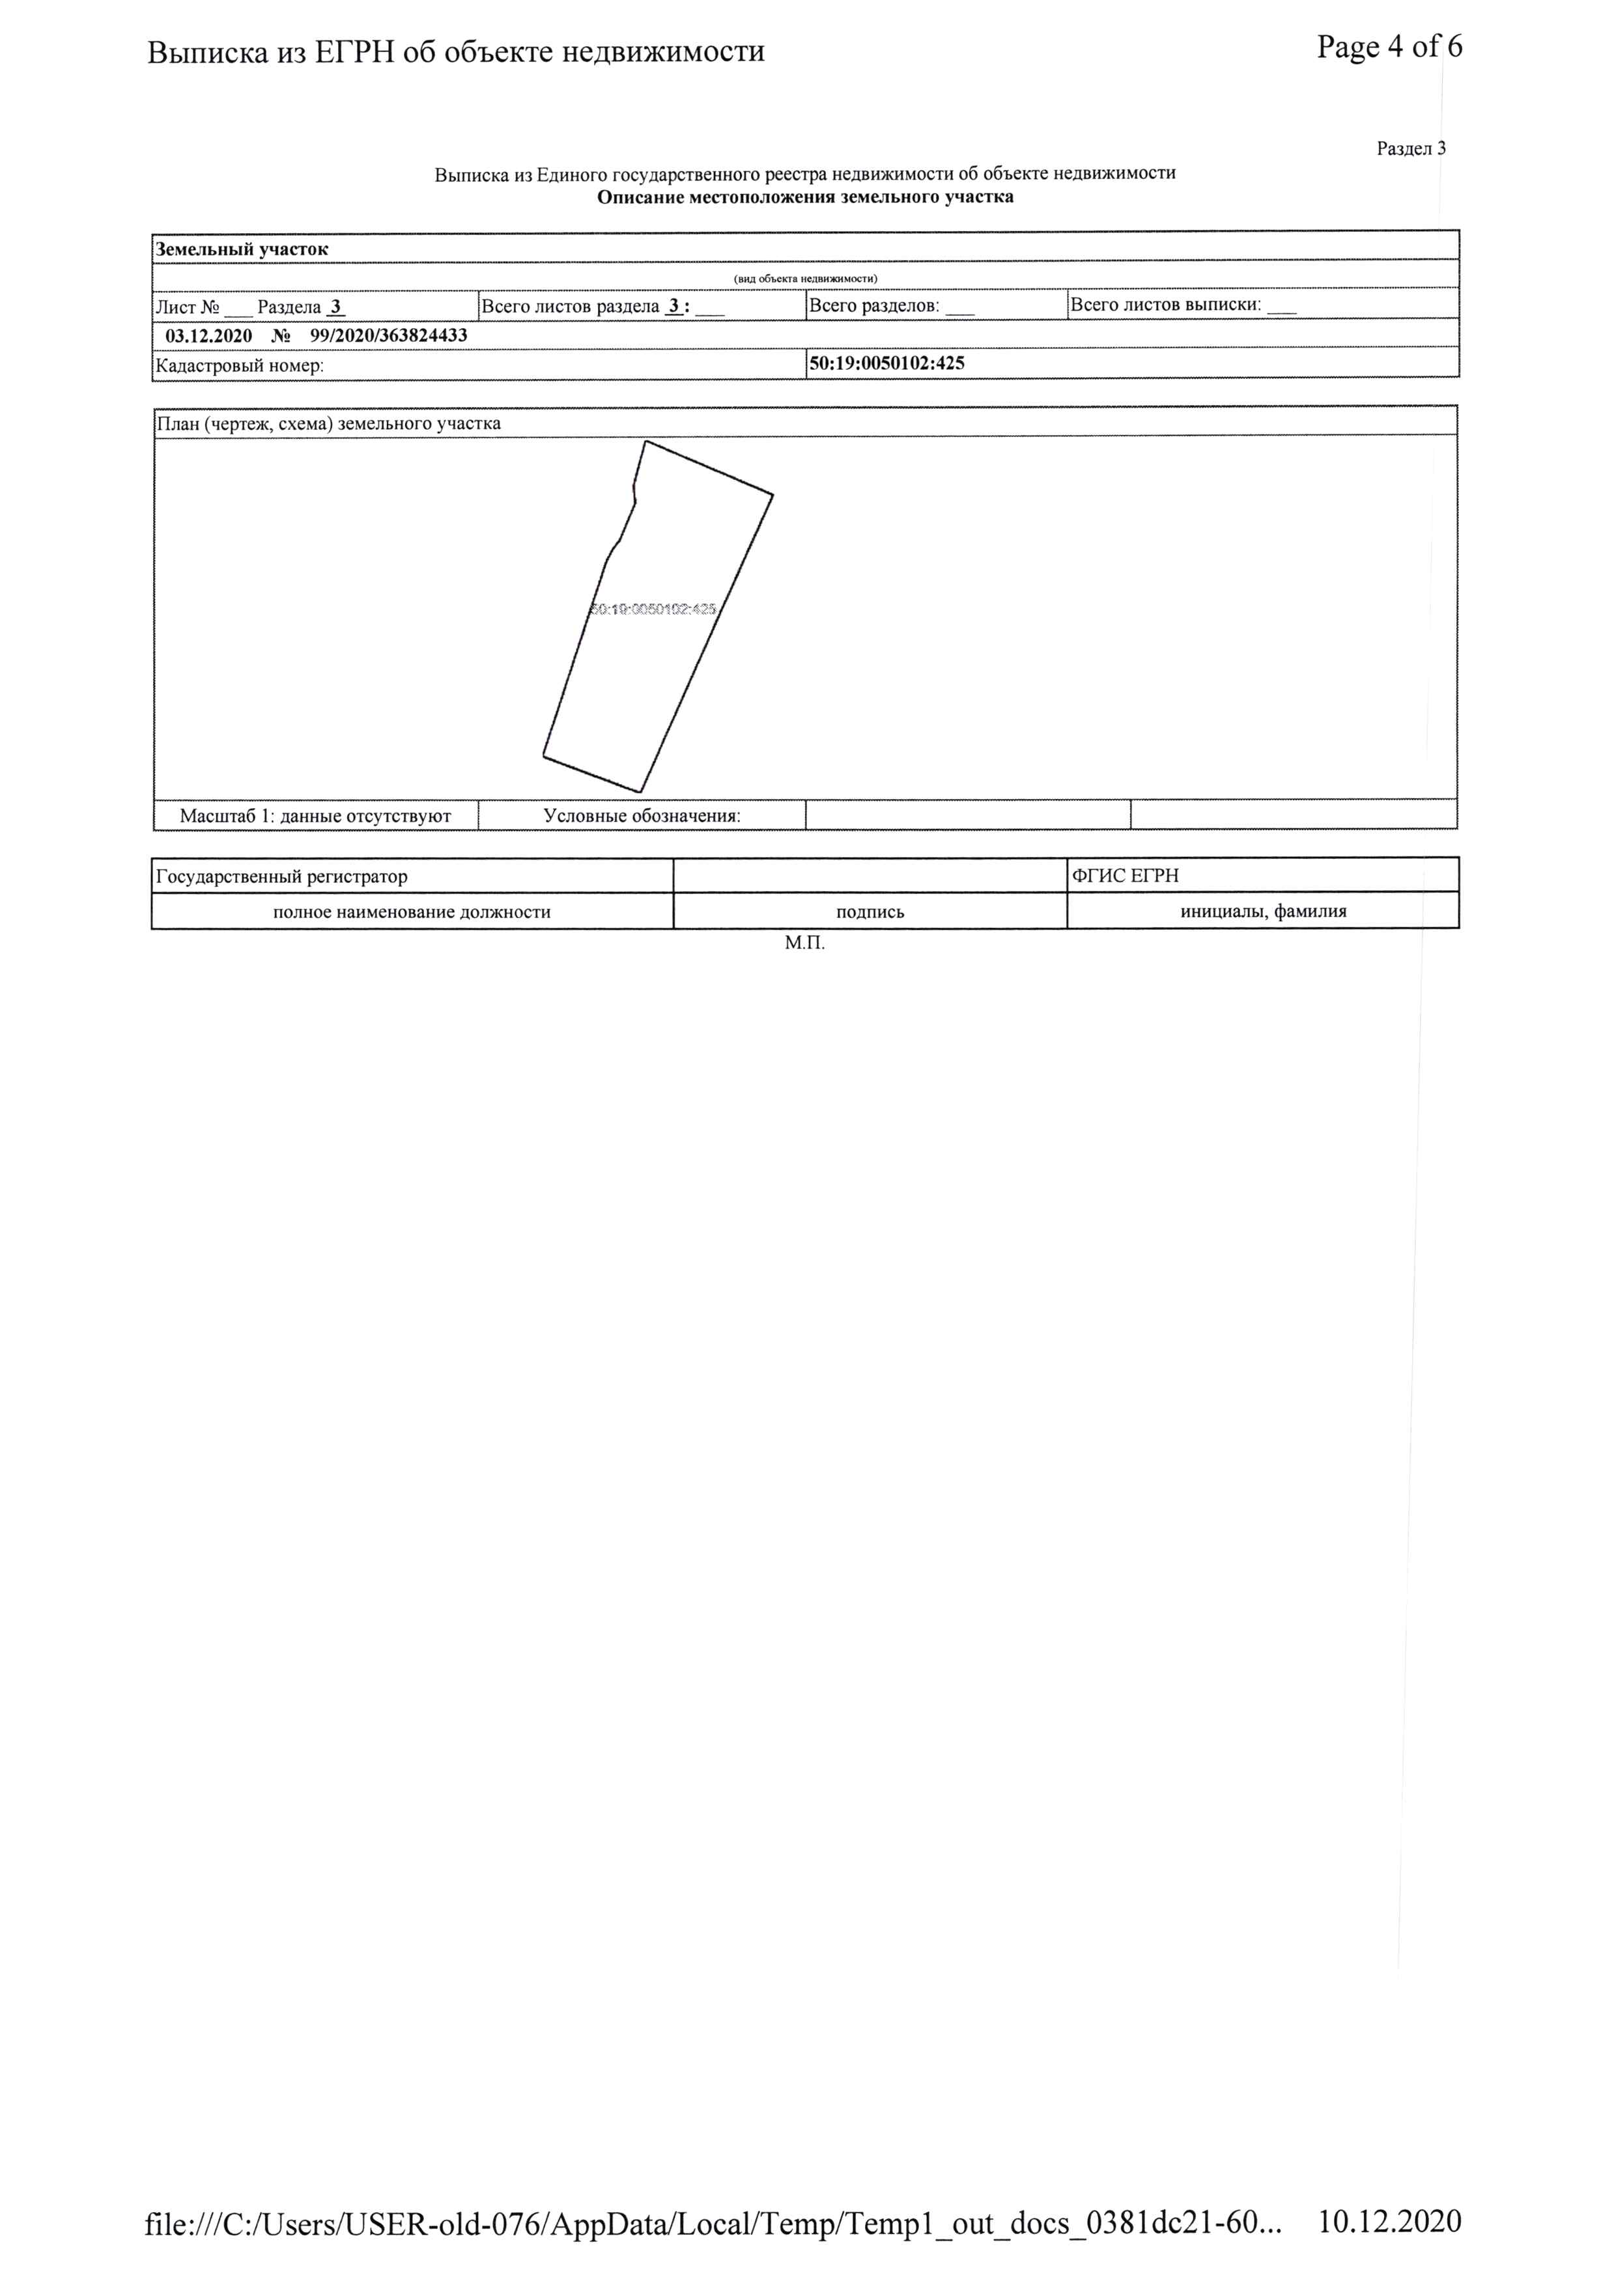 Выписка из ЕГРН об объекте недвижимости Page 4 of 6
Раздел 3
Выписка из Единого государственного реестра недвижимости об объекте недвижимости
Описание местоположения земельного участка
Земельный участок
(вид объекта недвижимости)
Лист № ___ Раздела 3 Всего листов раздела 3 : ___ Всего разделов: ___ Всего листов выписки: ___
03.12.2020 № 99/2020/363824433
Кадастровый номер: 50:19:0050102:425
План (чертеж, схема) земельного участка
50:19:0050102:425
Масштаб 1: данные отсутствуют Условные обозначения:
Государственный регистратор ФГИС ЕГРН
полное наименование должности подпись инициалы, фамилия
М.П.
file:///C:/Users/USER-old-076/AppData/Local/Temp/Temp1_out_docs_0381dc21-60... 10.12.2020